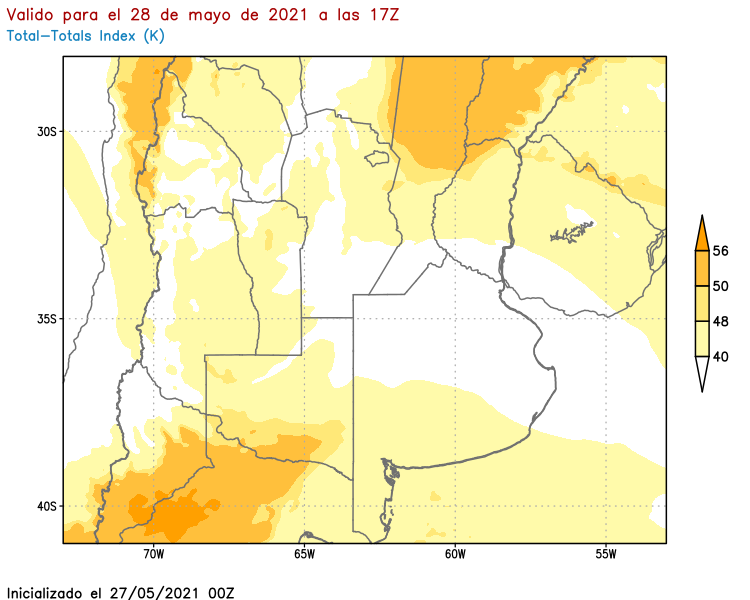 Valido para el 28 de mayo de 2021 a las 17Z
Total-Totals Index (K)
30S
35S
40S
70W
65W
60W
55W
56
50
48
40
Inicializado el 27/05/2021 00Z